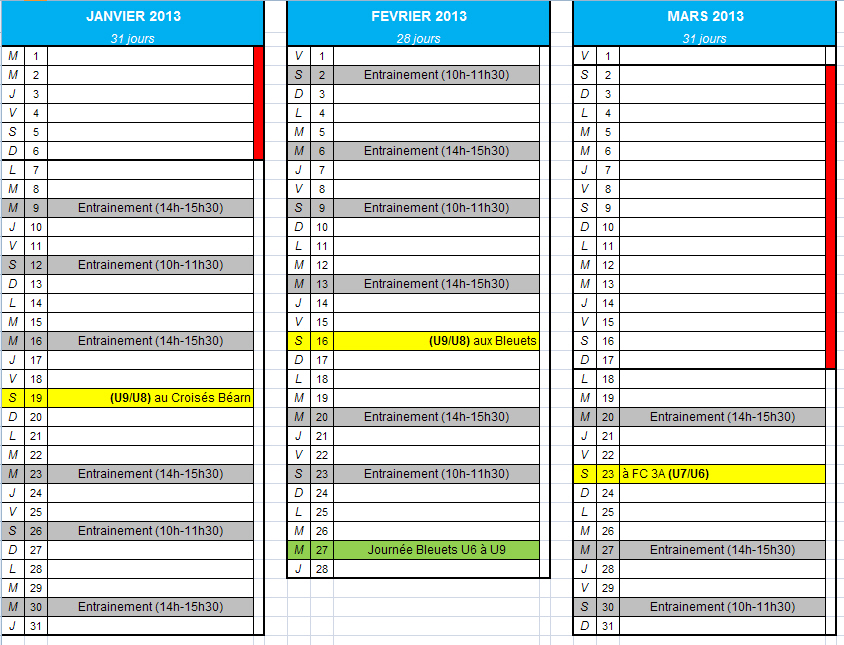 JANVIER 2013
31 jours
M 1
M 2
J 3
V 4
S 5
D 6
L 7
M 8
M 9 Entrainement (14h-15h30)
J 10
V 11
S 12 Entrainement (10h-11h30)
D 13
L 14
M 15
M 16 Entrainement (14h-15h30)
J 17
V 18
S 19 (U9/U8) au Croisés Béarn
D 20
L 21
M 22
M 23 Entrainement (14h-15h30)
J 24
V 25
S 26 Entrainement (10h-11h30)
D 27
L 28
M 29
M 30 Entrainement (14h-15h30)
J 31
FEVRIER 2013
28 jours
V 1
S 2 Entrainement (10h-11h30)
D 3
L 4
M 5
M 6 Entrainement (14h-15h30)
J 7
V 8
S 9 Entrainement (10h-11h30)
D 10
L 11
M 12
M 13 Entrainement (14h-15h30)
J 14
V 15
S 16 (U9/U8) aux Bleuets
D 17
L 18
M 19
M 20 Entrainement (14h-15h30)
J 21
V 22
S 23 Entrainement (10h-11h30)
D 24
L 25
M 26
M 27 Journée Bleuets U6 à U9
J 28
MARS 2013
31 jours
V 1
S 2
D 3
L 4
M 5
M 6
J 7
V 8
S 9
D 10
L 11
M 12
M 13
J 14
V 15
S 16
D 17
L 18
M 19
M 20 Entrainement (14h-15h30)
J 21
V 22
S 23 à FC 3A (U7/U6)
D 24
L 25
M 26
M 27 Entrainement (14h-15h30)
J 28
V 29
S 30 Entrainement (10h-11h30)
D 31